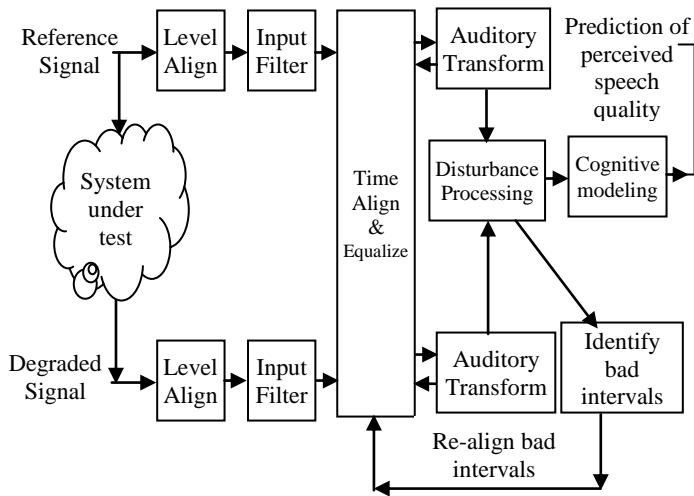 Reference
Signal
Level
Align
Input
Filter
Time
Align
&
Equalize
Auditory
Transform
Prediction of
perceived
speech
quality
System
under
test
Disturbance
Processing
Cognitive
modeling
Degraded
Signal
Level
Align
Input
Filter
Auditory
Transform
Identify
bad
intervals
Re-align bad
intervals